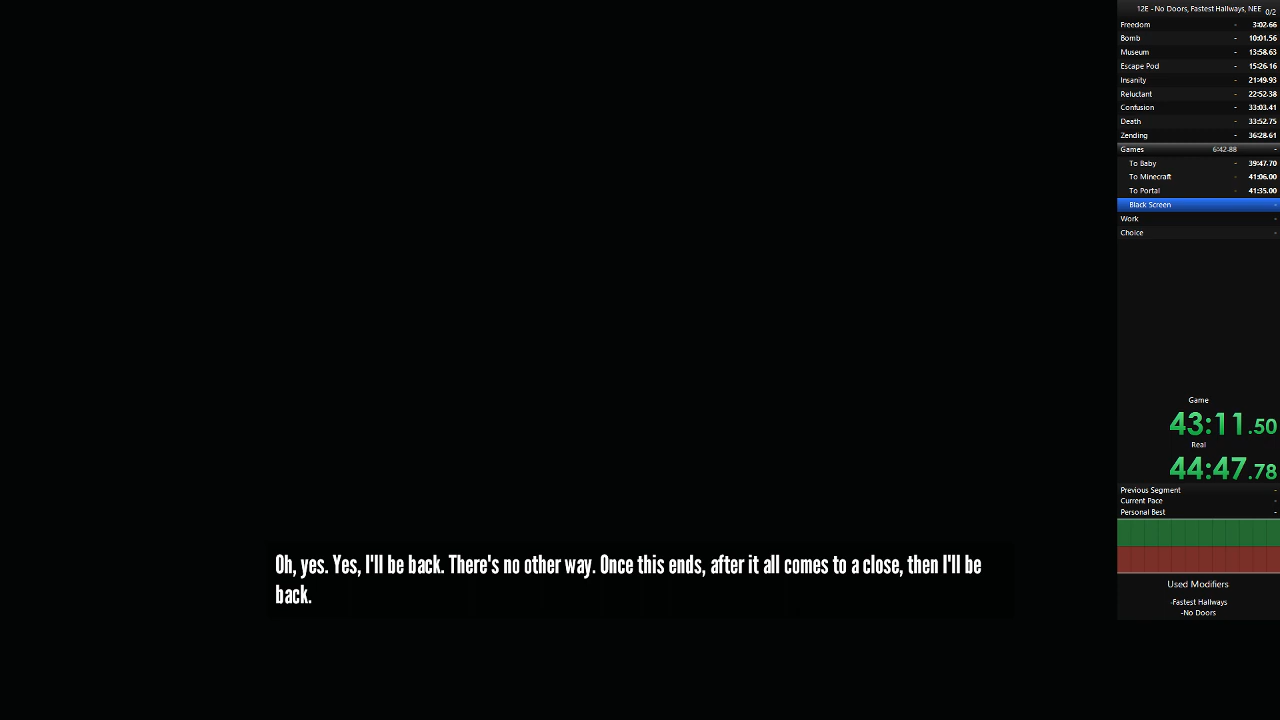 12E - No Doors, Fastest Hallways, NEE 0/2
Freedom - 3:02.66
Bomb - 10:01.56
Museum - 13:58.63
Escape Pod - 15:26.16
Insanity - 21:49.93
Reluctant - 22:52.38
Confusion - 33:03.41
Death - 33:52.75
Zending - 36:28.61
Games 6:42.88 -
To Baby - 39:47.70
To Minecraft - 41:06.00
To Portal - 41:35.00
Black Screen -
Work -
Choice -
Game
43:11.50
Real
44:47.78
Previous Segment -
Current Pace -
Personal Best -
Used Modifiers
-Fastest Hallways
-No Doors
Oh, yes. Yes, I'll be back. There's no other way. Once this ends, after it all comes to a close, then I'll be
back.